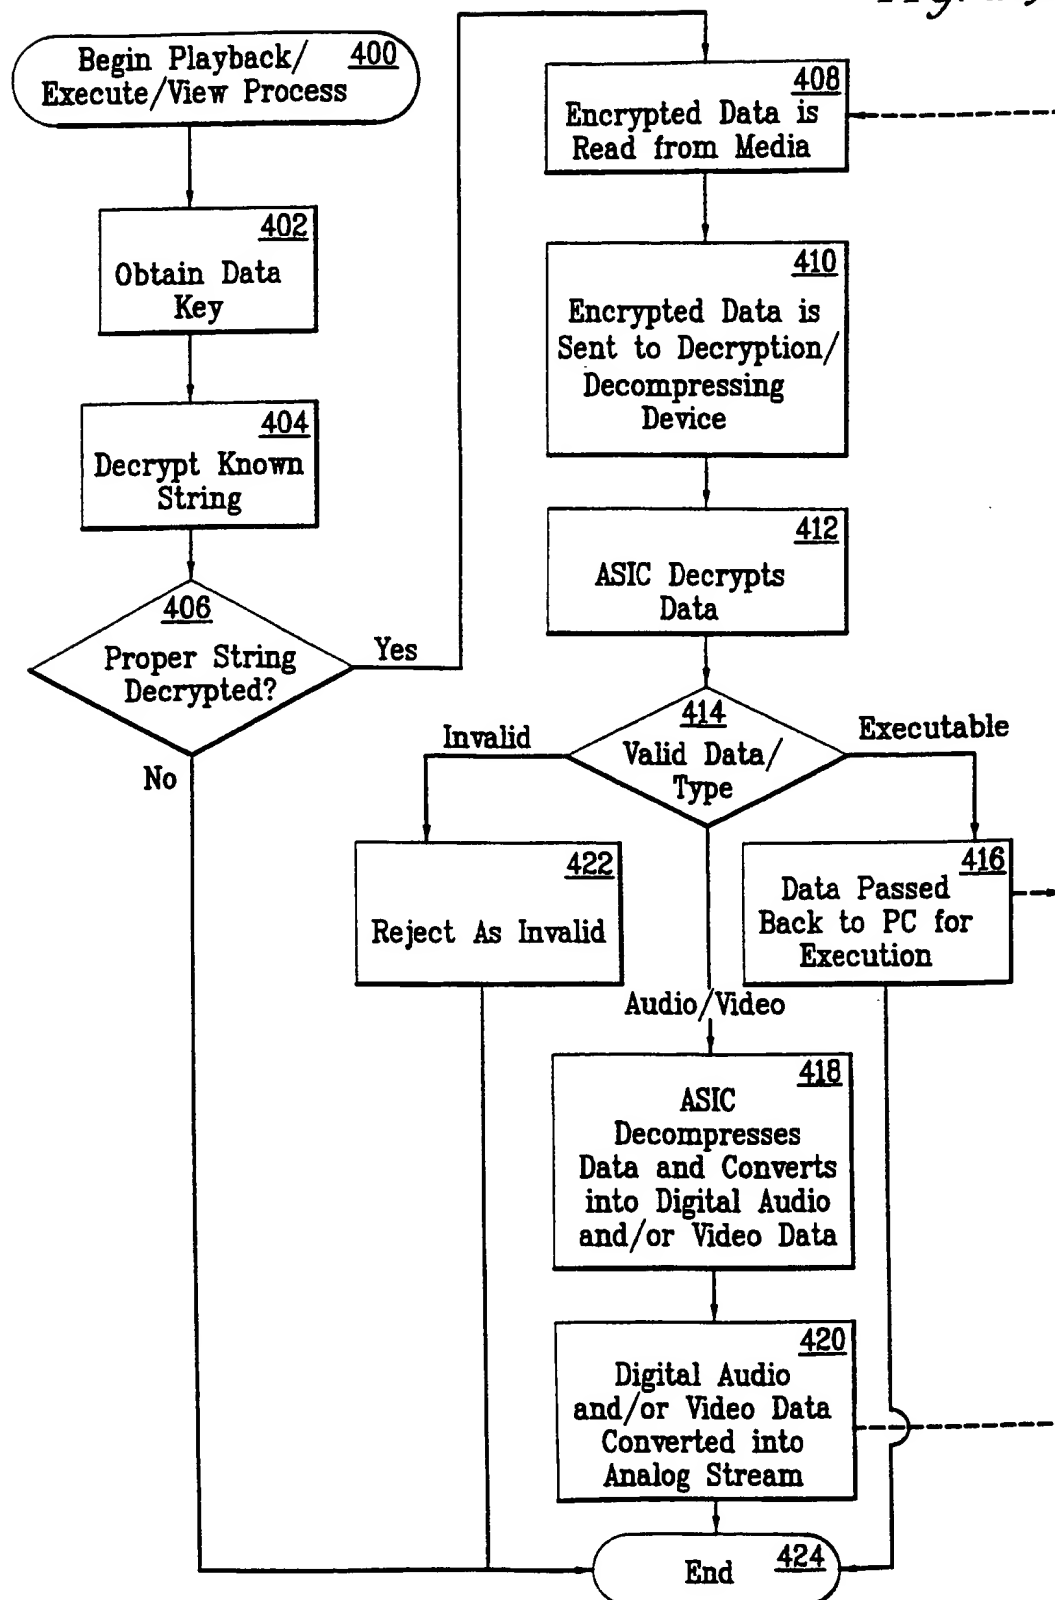 Begin Playback/ 400
Execute/View Process
402
Obtain Data
Key
404
Decrypt Known
String
406
Proper String
Decrypted?
Yes
No
408
Encrypted Data is
Read from Media
410
Encrypted Data is
Sent to Decryption/
Decompressing
Device
412
ASIC Decrypts
Data
414
Valid Data/
Type
Invalid
Executable
422
Reject As Invalid
416
Data Passed
Back to PC for
Execution
Audio/Video
418
ASIC
Decompresses
Data and Converts
into Digital Audio
and/or Video Data
420
Digital Audio
and/or Video Data
Converted into
Analog Stream
End 424